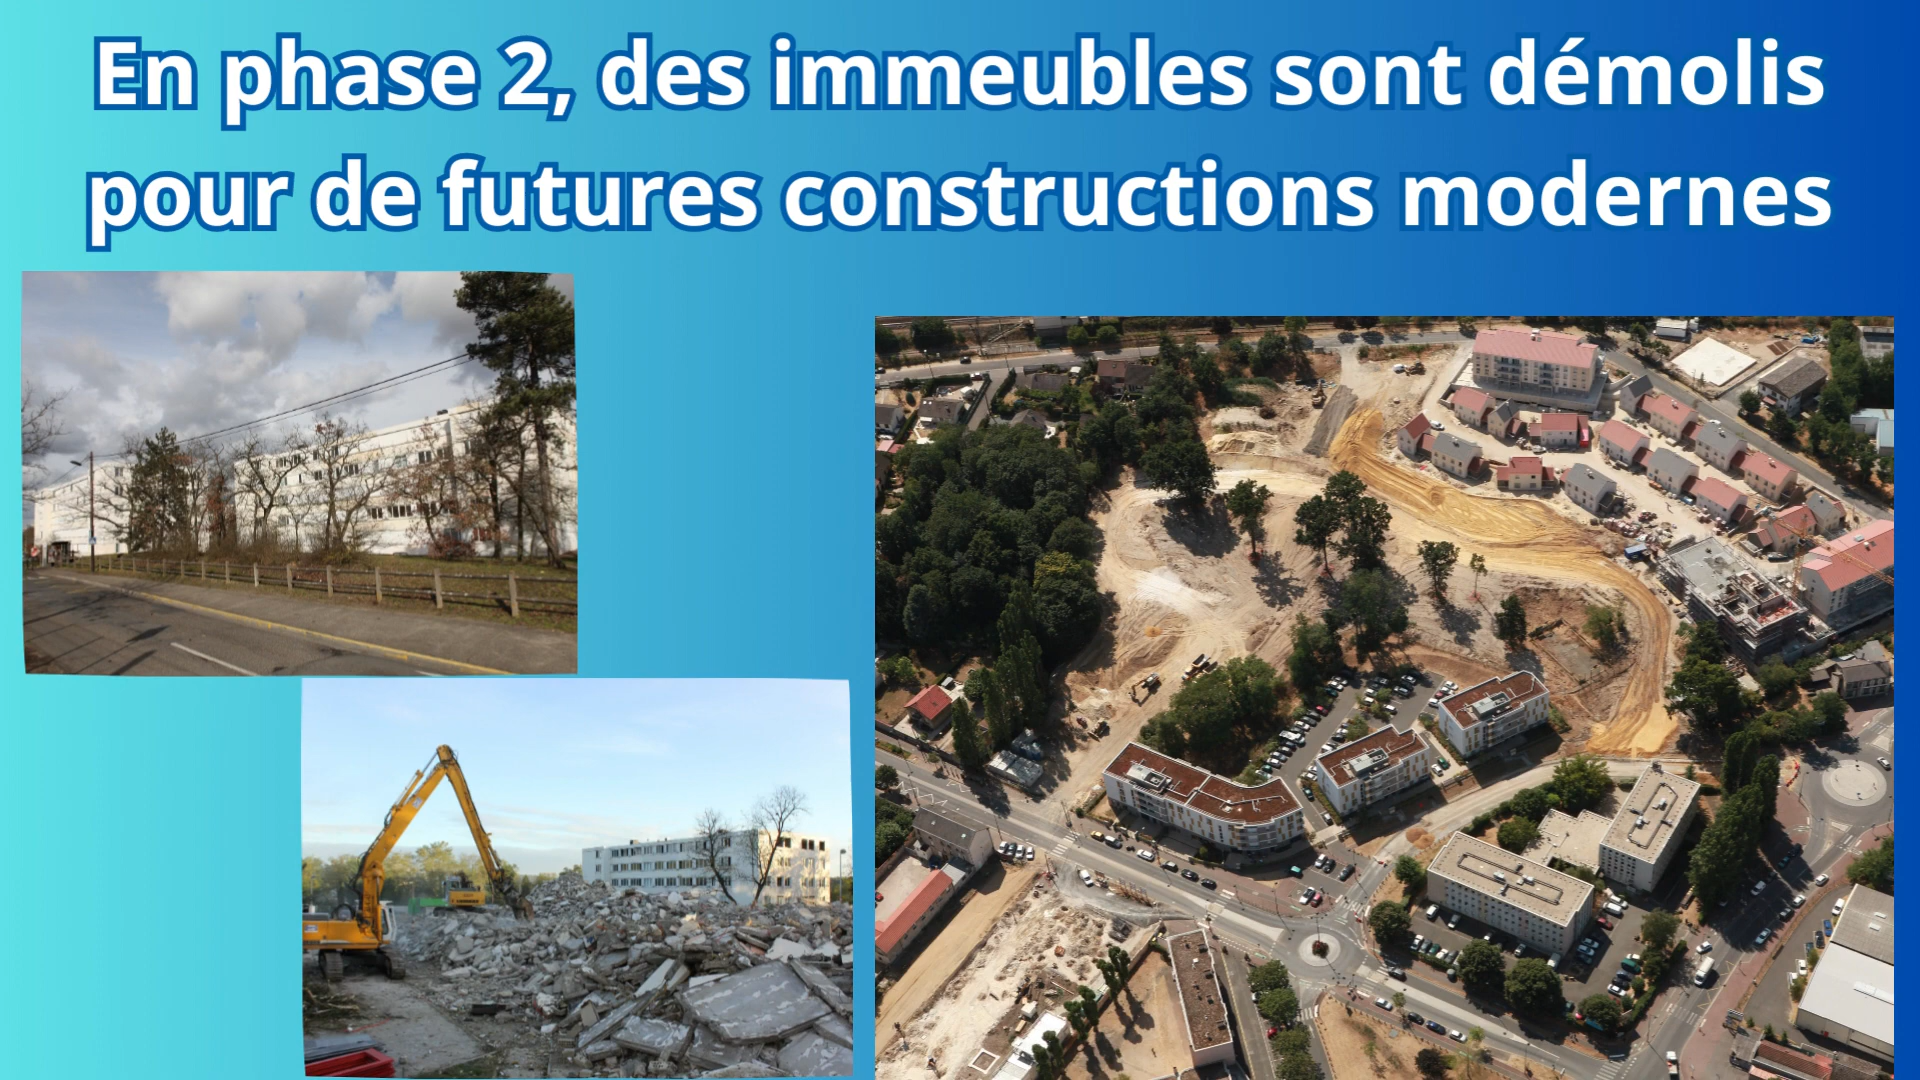 En phase 2, des immeubles sont démolis
pour de futures constructions modernes